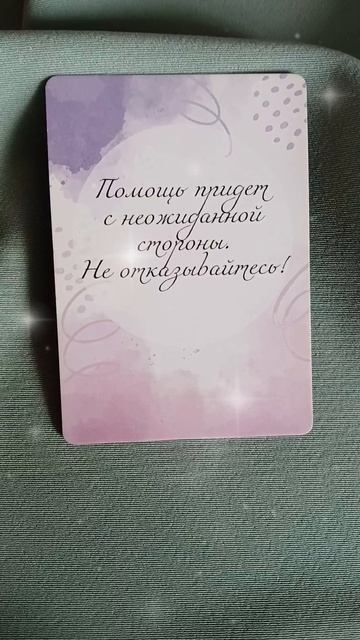 Помощь придет
с неожиданной
стороны.
Не отказывайтесь!